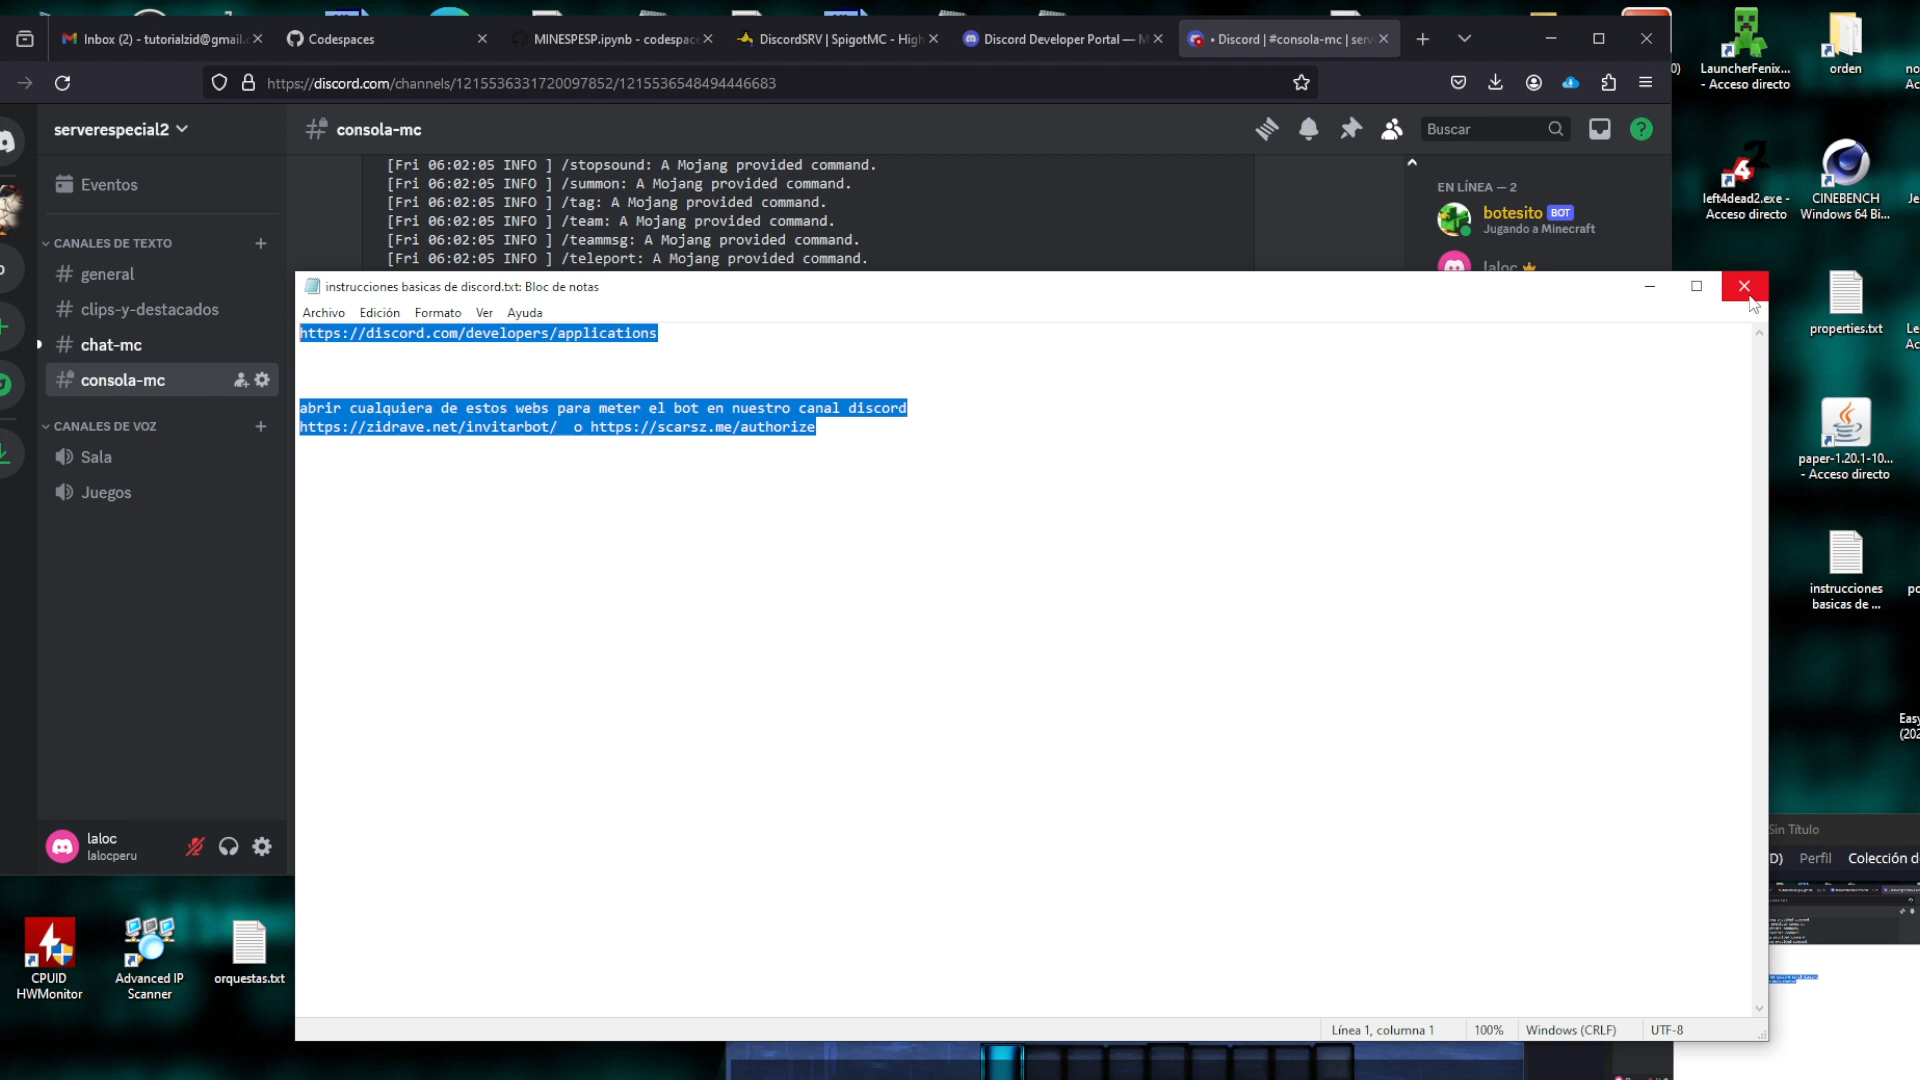 Inbox (2) - tutorialzid@gmail.
Codespaces
MINESPESP.ipynb - codespac
DiscordSRV | SpigotMC - High
Discord Developer Portal — M
• Discord | #consola-mc | serv
https://discord.com/channels/1215536331720097852/1215536548494446683
serverespecial2
consola-mc
Buscar
Eventos
CANALES DE TEXTO
general
clips-y-destacados
chat-mc
consola-mc
CANALES DE VOZ
Sala
Juegos
laloc
lalocperu
[Fri 06:02:05 INFO ] /stopsound: A Mojang provided command.
[Fri 06:02:05 INFO ] /summon: A Mojang provided command.
[Fri 06:02:05 INFO ] /tag: A Mojang provided command.
[Fri 06:02:05 INFO ] /team: A Mojang provided command.
[Fri 06:02:05 INFO ] /teammsg: A Mojang provided command.
[Fri 06:02:05 INFO ] /teleport: A Mojang provided command.
EN LÍNEA — 2
botesito BOT
Jugando a Minecraft
laloc
instrucciones basicas de discord.txt: Bloc de notas
Archivo Edición Formato Ver Ayuda
https://discord.com/developers/applications
abrir cualquiera de estos webs para meter el bot en nuestro canal discord
https://zidrave.net/invitarbot/  o https://scarsz.me/authorize
Línea 1, columna 1
100%
Windows (CRLF)
UTF-8
LauncherFenix...
- Acceso directo
orden
left4dead2.exe -
Acceso directo
CINEBENCH
Windows 64 Bi...
properties.txt
paper-1.20.1-10...
- Acceso directo
instrucciones
basicas de ...
Easy
(202
Sin Título
D) Perfil Colección d
CPUID
HWMonitor
Advanced IP
Scanner
orquestas.txt